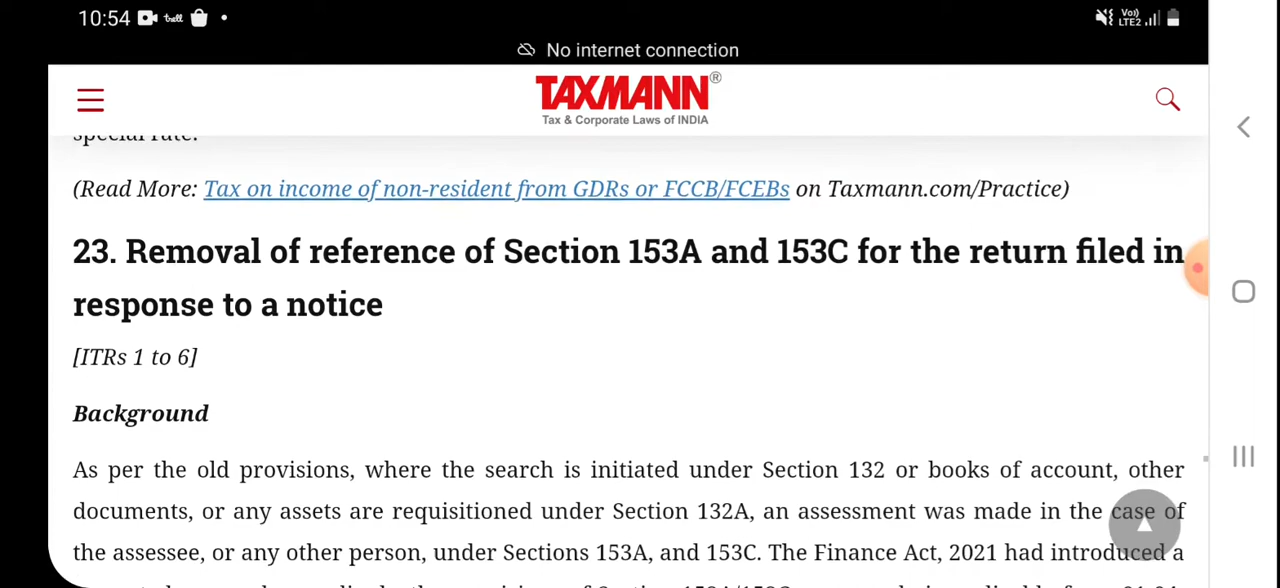 10:54 trell
Vo)) LTE2
No internet connection
TAXMANN®
Tax & Corporate Laws of INDIA
special rate.
(Read More: Tax on income of non-resident from GDRs or FCCB/FCEBs on Taxmann.com/Practice)
23. Removal of reference of Section 153A and 153C for the return filed in
response to a notice
[ITRs 1 to 6]
Background
As per the old provisions, where the search is initiated under Section 132 or books of account, other
documents, or any assets are requisitioned under Section 132A, an assessment was made in the case of
the assessee, or any other person, under Sections 153A, and 153C. The Finance Act, 2021 had introduced a